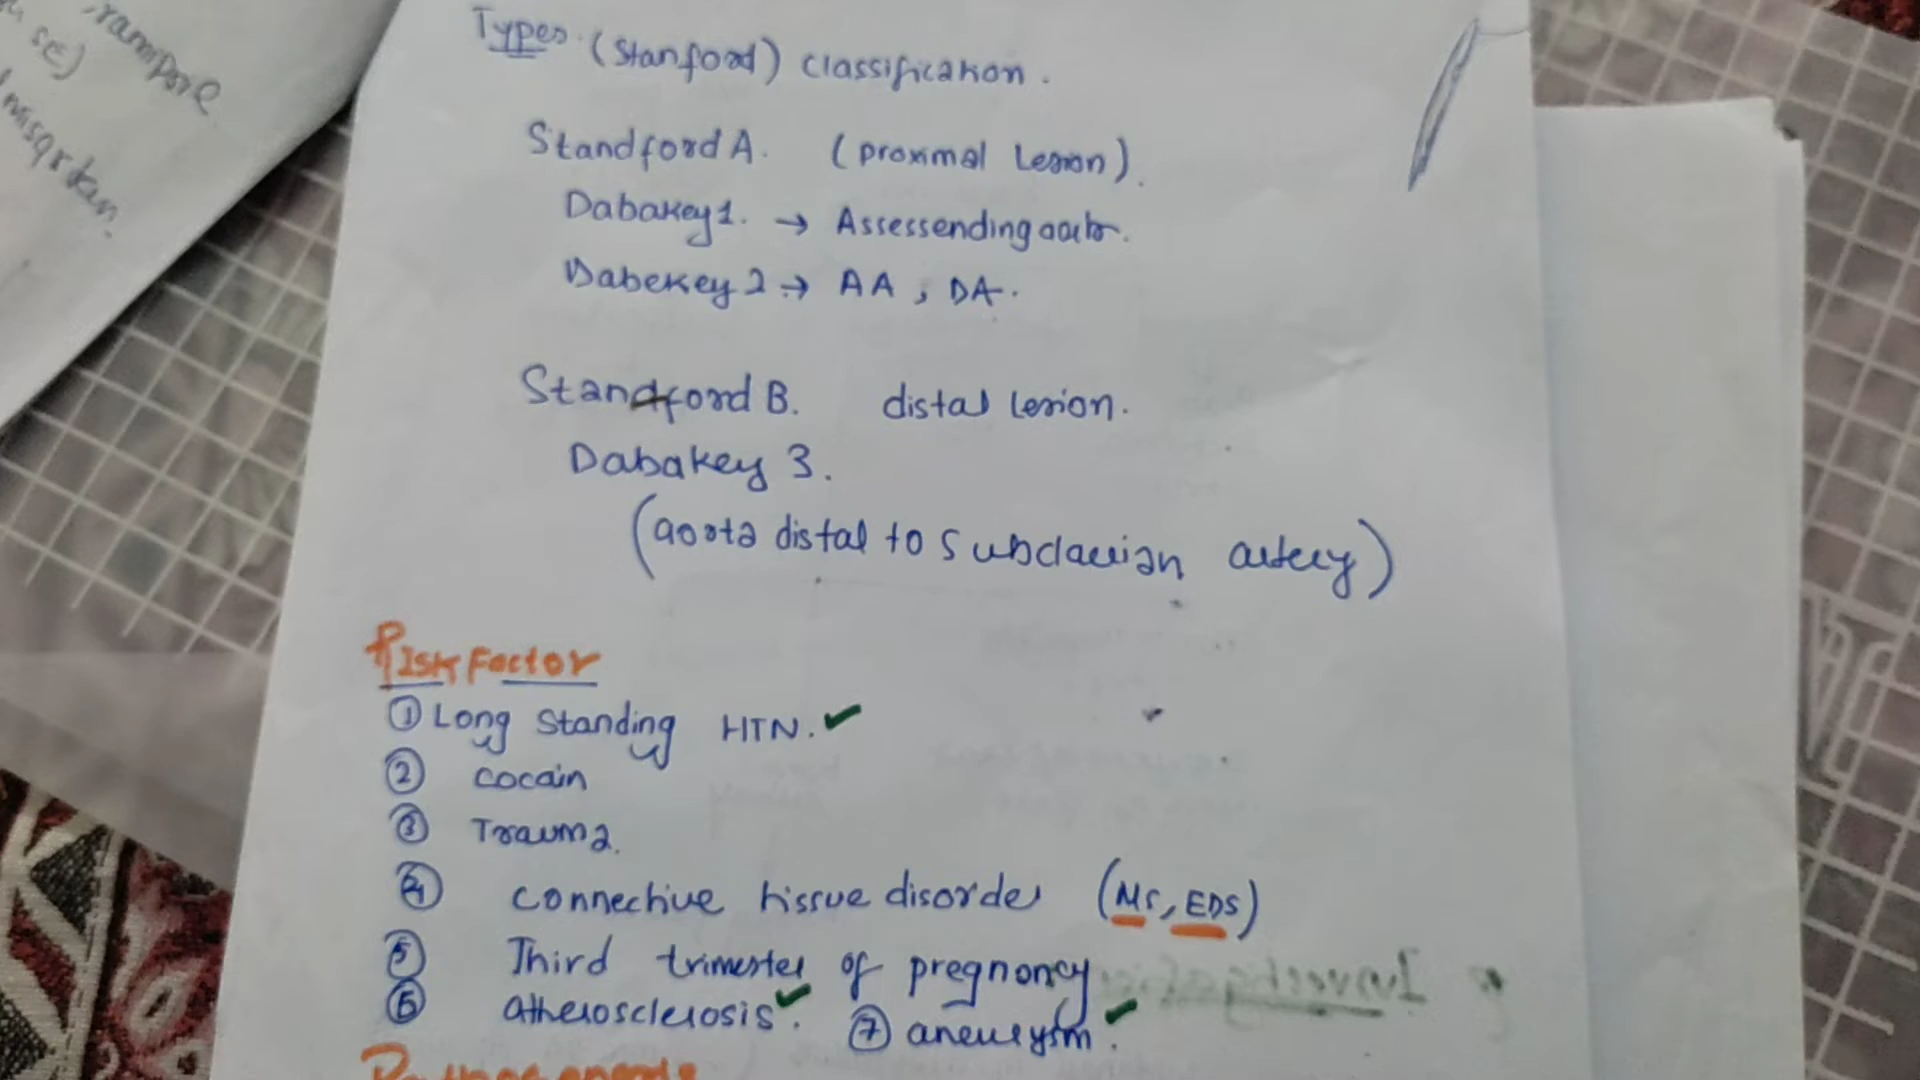 Types. (Stanford) classification.
Standford A. (proximal Lesion).
Dabakey 1. → Assessending aorta.
Dabekey 2 → AA, DA.
Standford B. distal lesion.
Dabakey 3.
(aorta distal to subclavian artery)
Risk Factor
① Long standing HTN. ✓
② cocain
③ Trauma.
④ connective tissue disorder (MS, EDS)
⑤ Third trimester of pregnoncy
⑥ atherosclerosis ✓. ⑦ aneurysm. ✓